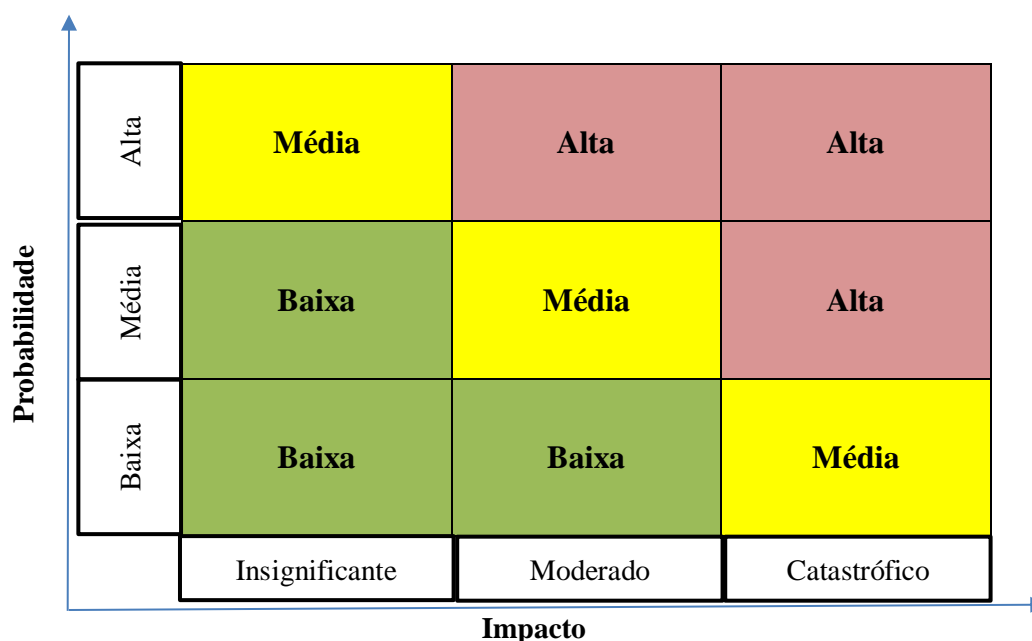 Probabilidade
Alta
Média
Alta
Alta
Média
Baixa
Média
Alta
Baixa
Baixa
Baixa
Média
Insignificante
Moderado
Catastrófico
Impacto